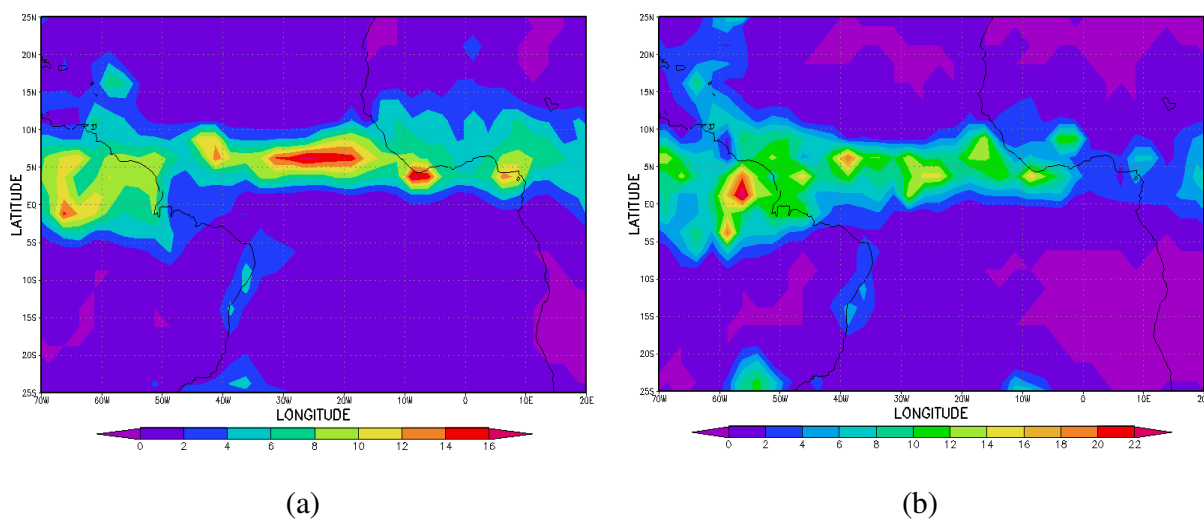 25N
20N
15N
10N
5N
EQ
5S
10S
15S
20S
25S
LATITUDE
70W 60W 50W 40W 30W 20W 10W 0 10E 20E
LONGITUDE
0 2 4 6 8 10 12 14 16
(a)
25N
20N
15N
10N
5N
EQ
5S
10S
15S
20S
25S
LATITUDE
70W 60W 50W 40W 30W 20W 10W 0 10E 20E
LONGITUDE
0 2 4 6 8 10 12 14 16 18 20 22
(b)